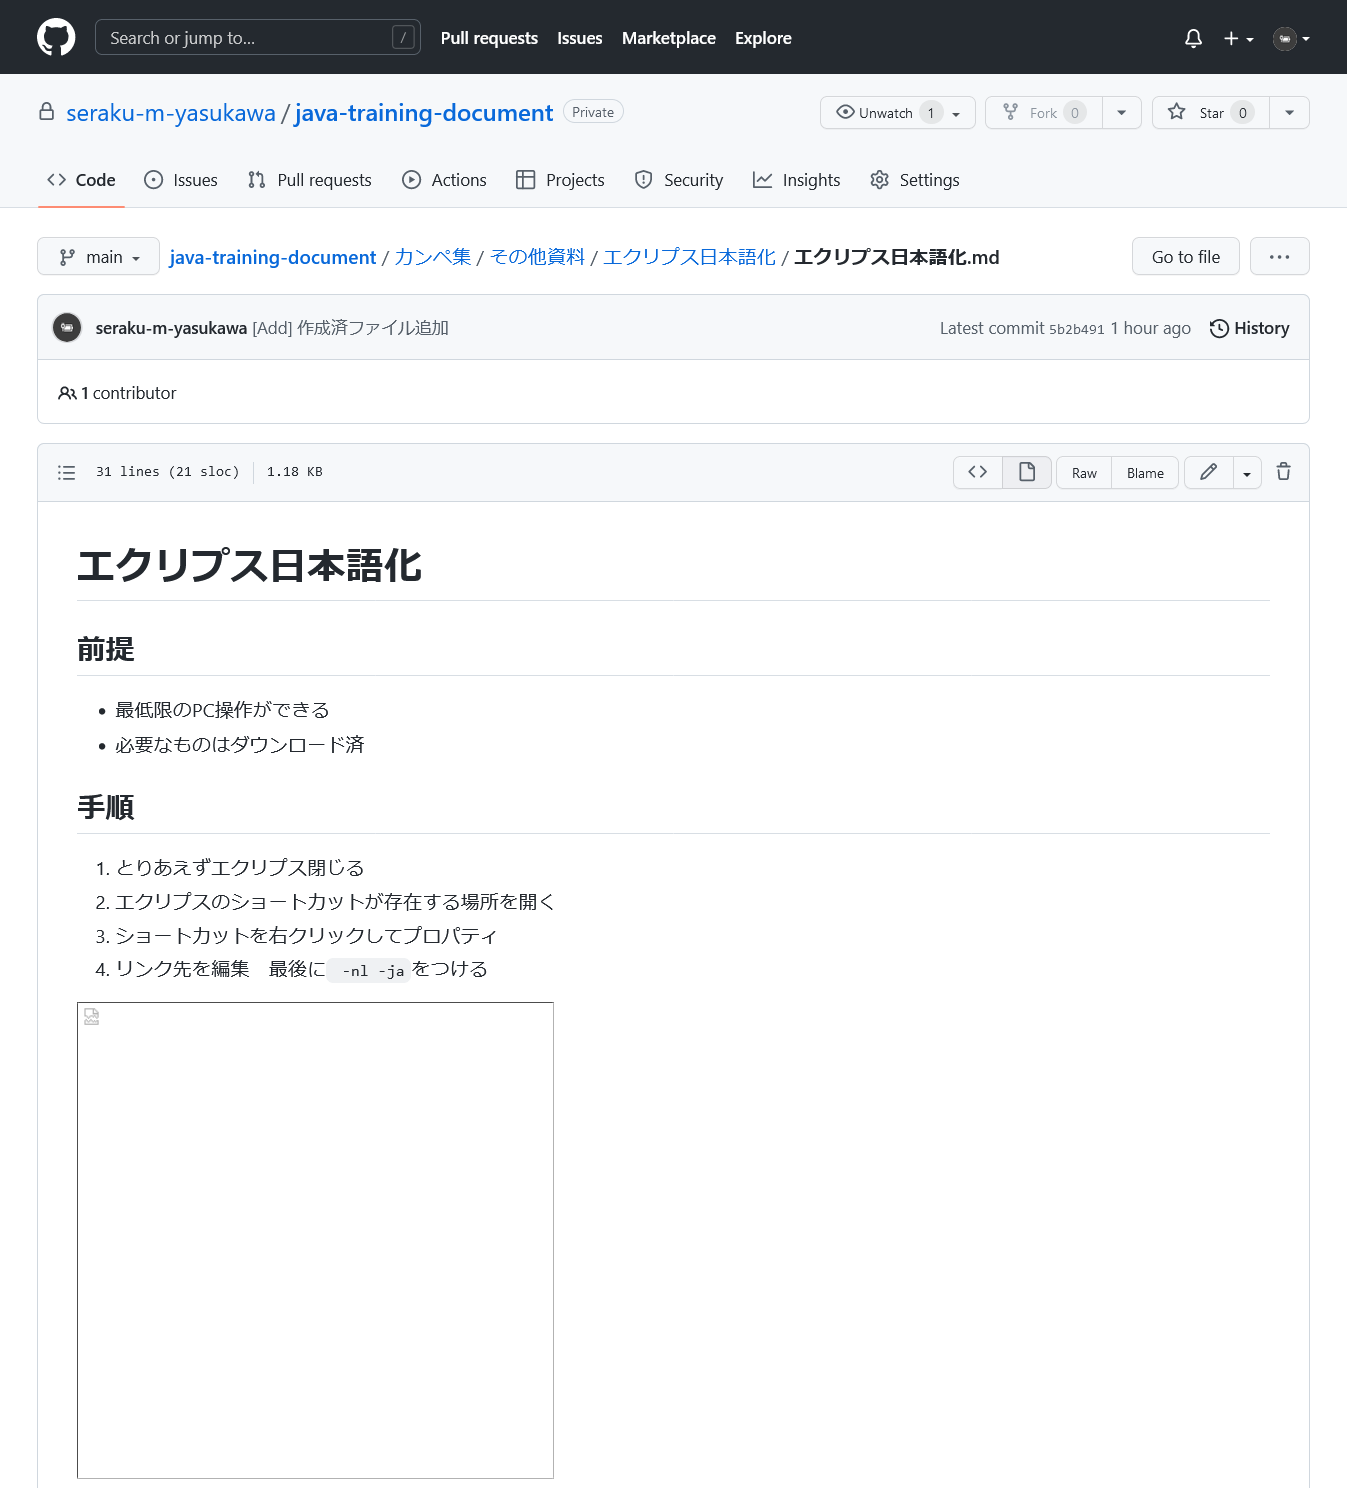 Search or jump to... / Pull requests Issues Marketplace Explore
seraku-m-yasukawa / java-training-document Private Unwatch 1 Fork 0 Star 0
Code Issues Pull requests Actions Projects Security Insights Settings
main java-training-document / カンペ集 / その他資料 / エクリプス日本語化 / エクリプス日本語化.md Go to file ...
seraku-m-yasukawa [Add] 作成済ファイル追加 Latest commit 5b2b491 1 hour ago History
1 contributor
31 lines (21 sloc) 1.18 KB Raw Blame
エクリプス日本語化
前提
• 最低限のPC操作ができる
• 必要なものはダウンロード済
手順
1. とりあえずエクリプス閉じる
2. エクリプスのショートカットが存在する場所を開く
3. ショートカットを右クリックしてプロパティ
4. リンク先を編集　最後に -nl -jaをつける